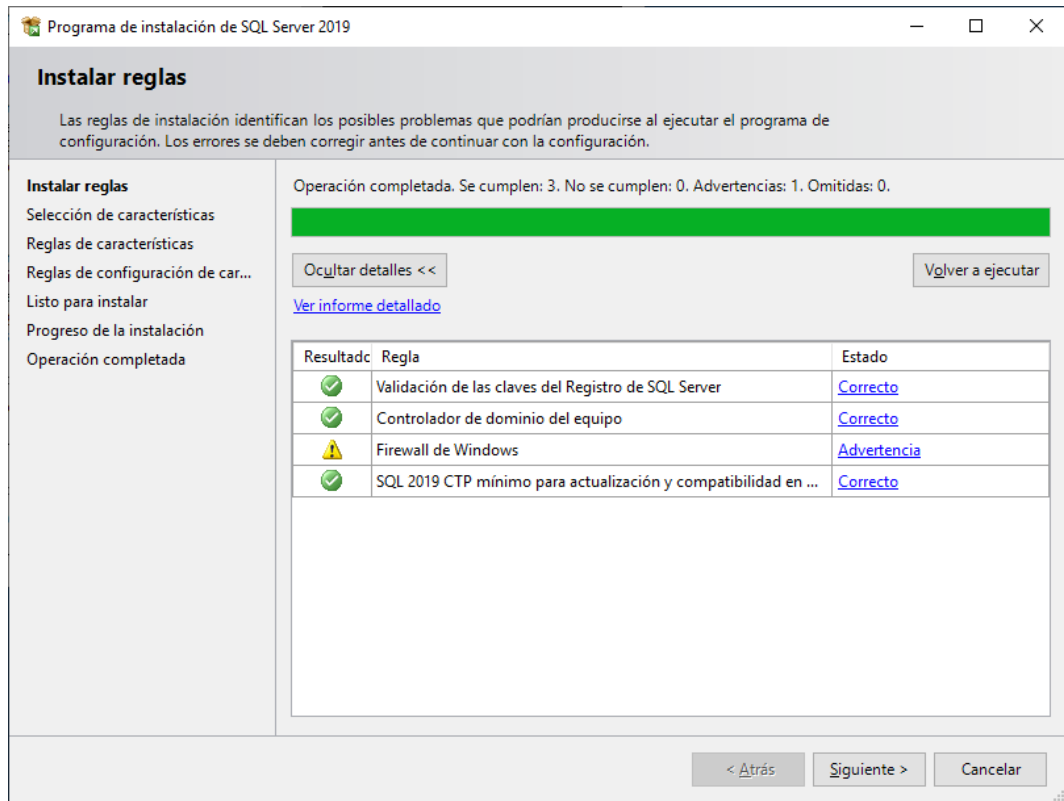 Programa de instalación de SQL Server 2019
Instalar reglas
Las reglas de instalación identifican los posibles problemas que podrían producirse al ejecutar el programa de
configuración. Los errores se deben corregir antes de continuar con la configuración.
Instalar reglas
Selección de características
Reglas de características
Reglas de configuración de car...
Listo para instalar
Progreso de la instalación
Operación completada
Operación completada. Se cumplen: 3. No se cumplen: 0. Advertencias: 1. Omitidas: 0.
Ocultar detalles <<
Volver a ejecutar
Ver informe detallado
Resultado Regla Estado
Validación de las claves del Registro de SQL Server Correcto
Controlador de dominio del equipo Correcto
Firewall de Windows Advertencia
SQL 2019 CTP mínimo para actualización y compatibilidad en ... Correcto
< Atrás Siguiente > Cancelar